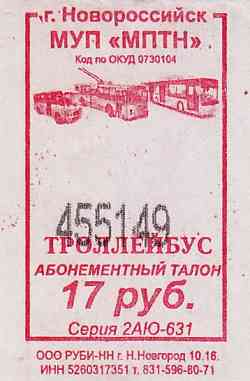 г. Новороссийск
МУП «МПТН»
Код по ОКУД 0730104
455149
ТРОЛЛЕЙБУС
АБОНЕМЕНТНЫЙ ТАЛОН
17 руб.
Серия 2АЮ-631
ООО РУБИ-НН г. Н.Новгород 10.16.
ИНН 5260317351 т. 831-596-80-71